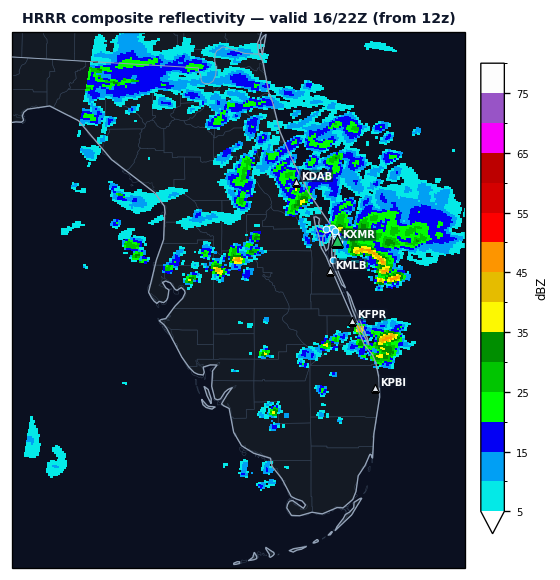 HRRR composite reflectivity — valid 16/22Z (from 12z)
KDAB
KXMR
KMLB
KFPR
KPBI
75
65
55
45
35
25
15
5
dBZ